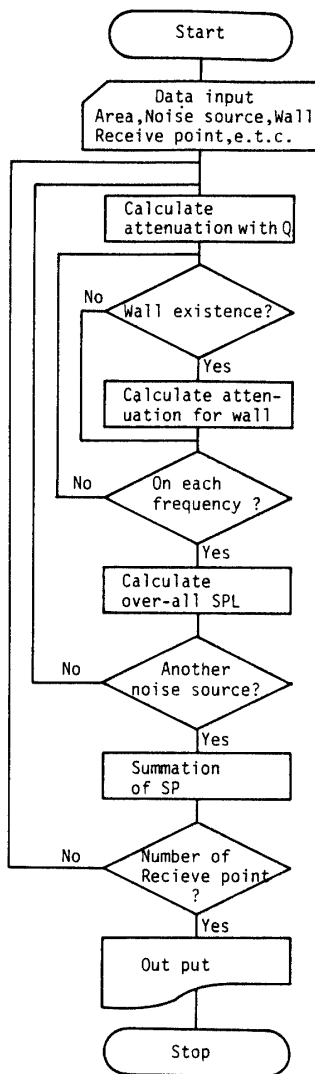 Start
Data input
Area,Noise source,Wall
Receive point,e.t.c.
Calculate
attenuation with Q
No
Wall existence?
Yes
Calculate atten-
uation for wall
No
On each
frequency ?
Yes
Calculate
over-all SPL
No
Another
noise source?
Yes
Summation
of SP
No
Number of
Recieve point
?
Yes
Out put
Stop